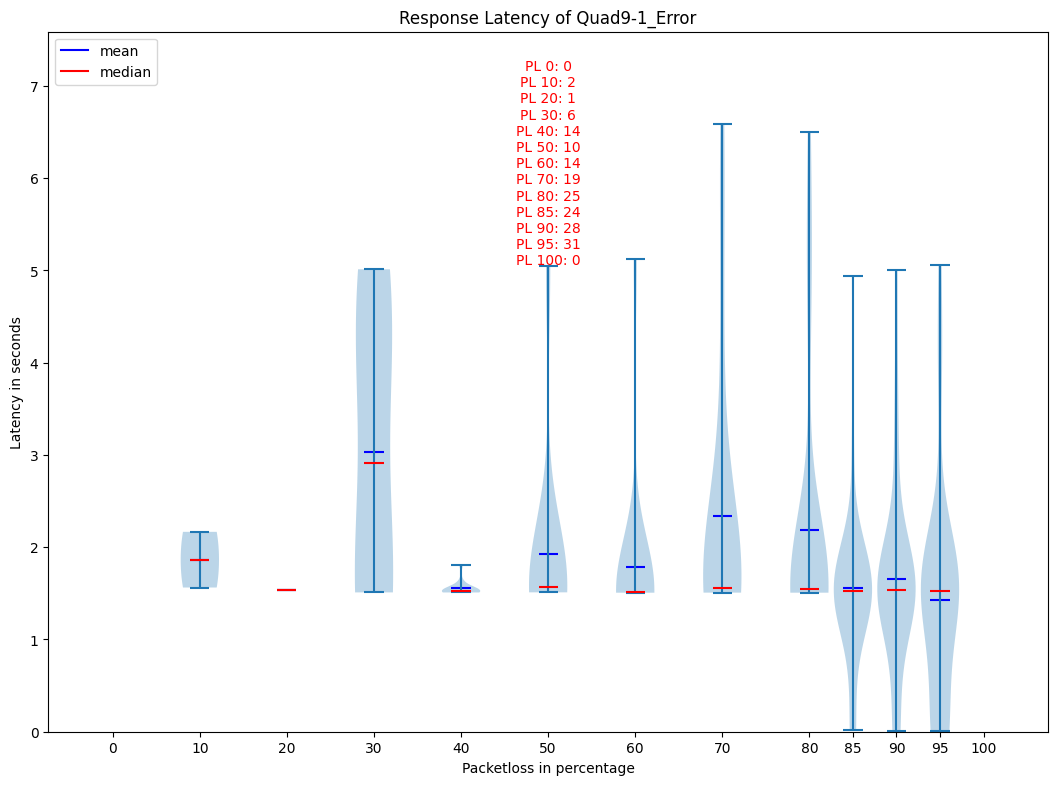 Response Latency of Quad9-1_Error
mean
median
PL 0: 0
PL 10: 2
PL 20: 1
PL 30: 6
PL 40: 14
PL 50: 10
PL 60: 14
PL 70: 19
PL 80: 25
PL 85: 24
PL 90: 28
PL 95: 31
PL 100: 0
Latency in seconds
7
6
5
4
3
2
1
0
0 10 20 30 40 50 60 70 80 85 90 95 100
Packetloss in percentage